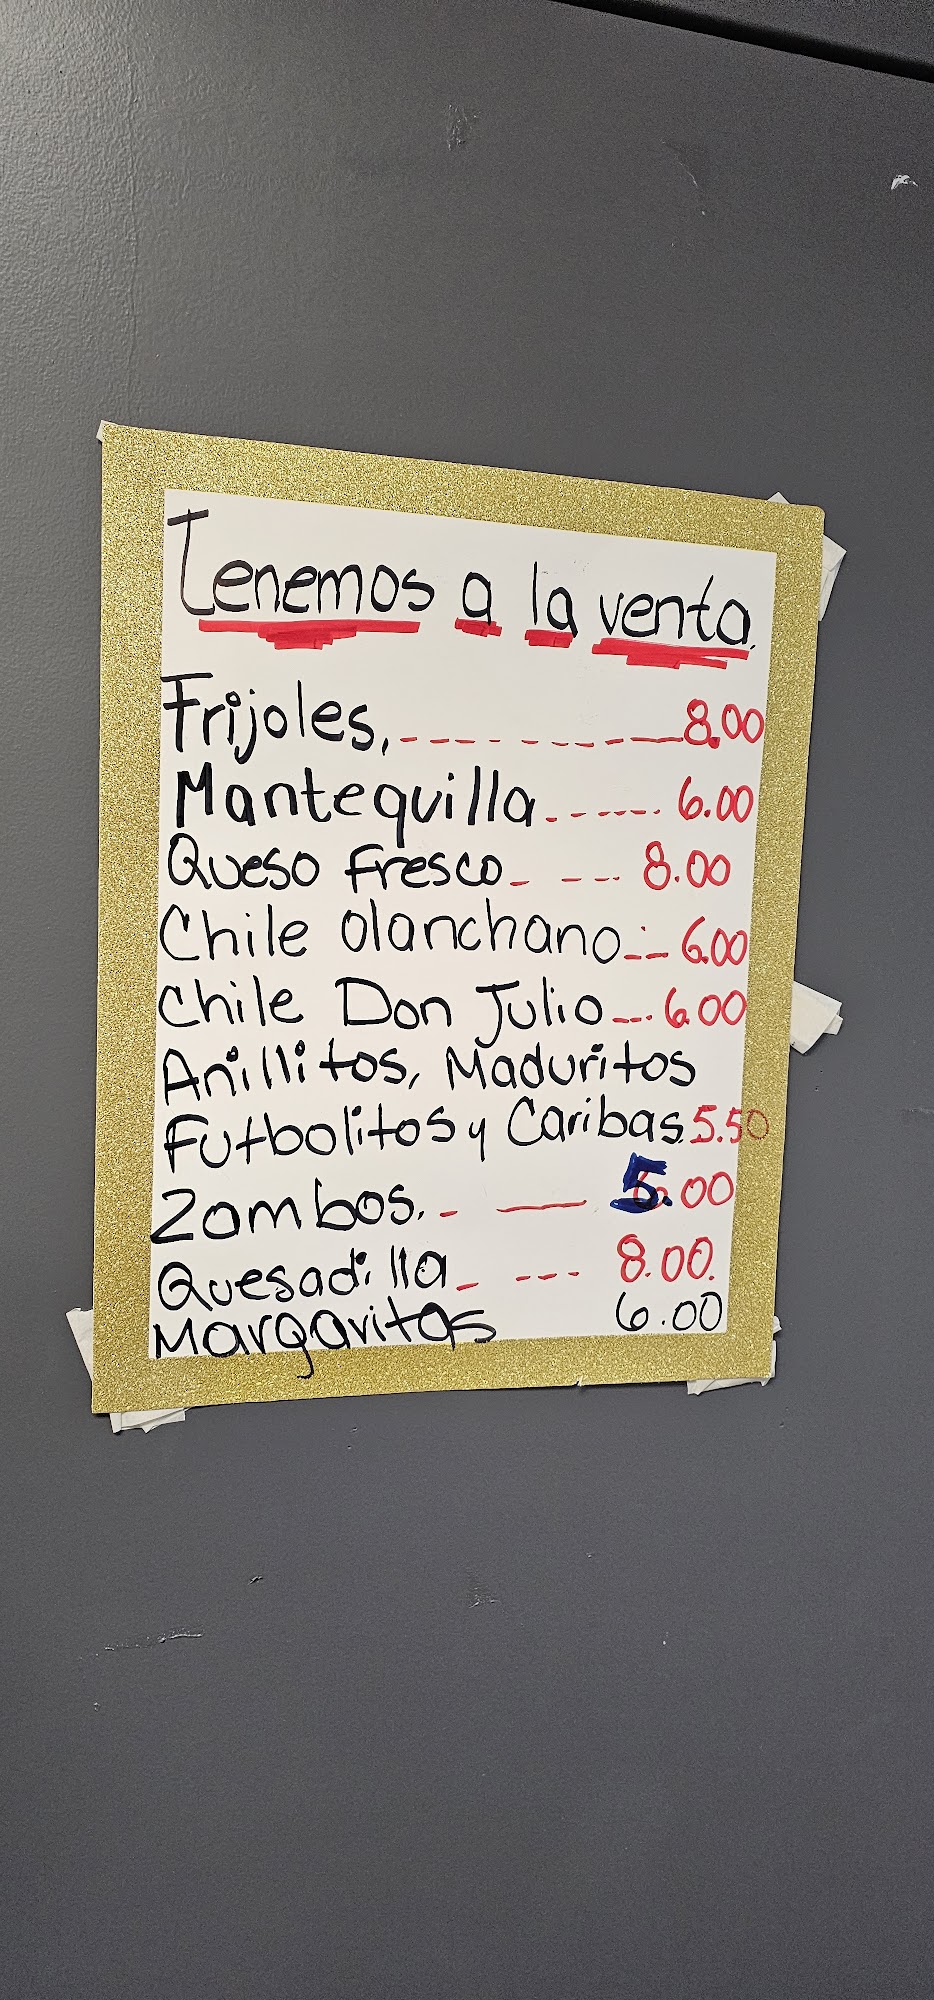 Tenemos a la venta.
Frijoles,----------8.00
Mantequilla.------ 6.00
Queso Fresco- --- 8.00
Chile Olanchano--- 6.00
Chile Don Julio---. 6.00
Anillitos, Maduritos
Futbolitos y Caribas 5.50
Zambos.- — 5.00
Quesadilla- --- 8.00.
Margaritas 6.00